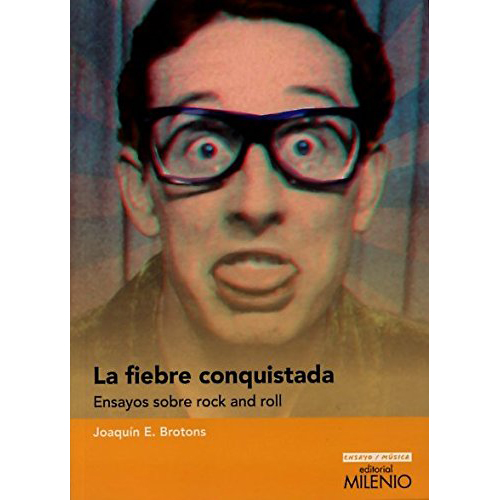 La fiebre conquistada
Ensayos sobre rock and roll
Joaquín E. Brotons
ENSAYO / MÚSICA
editorial
MILENIO